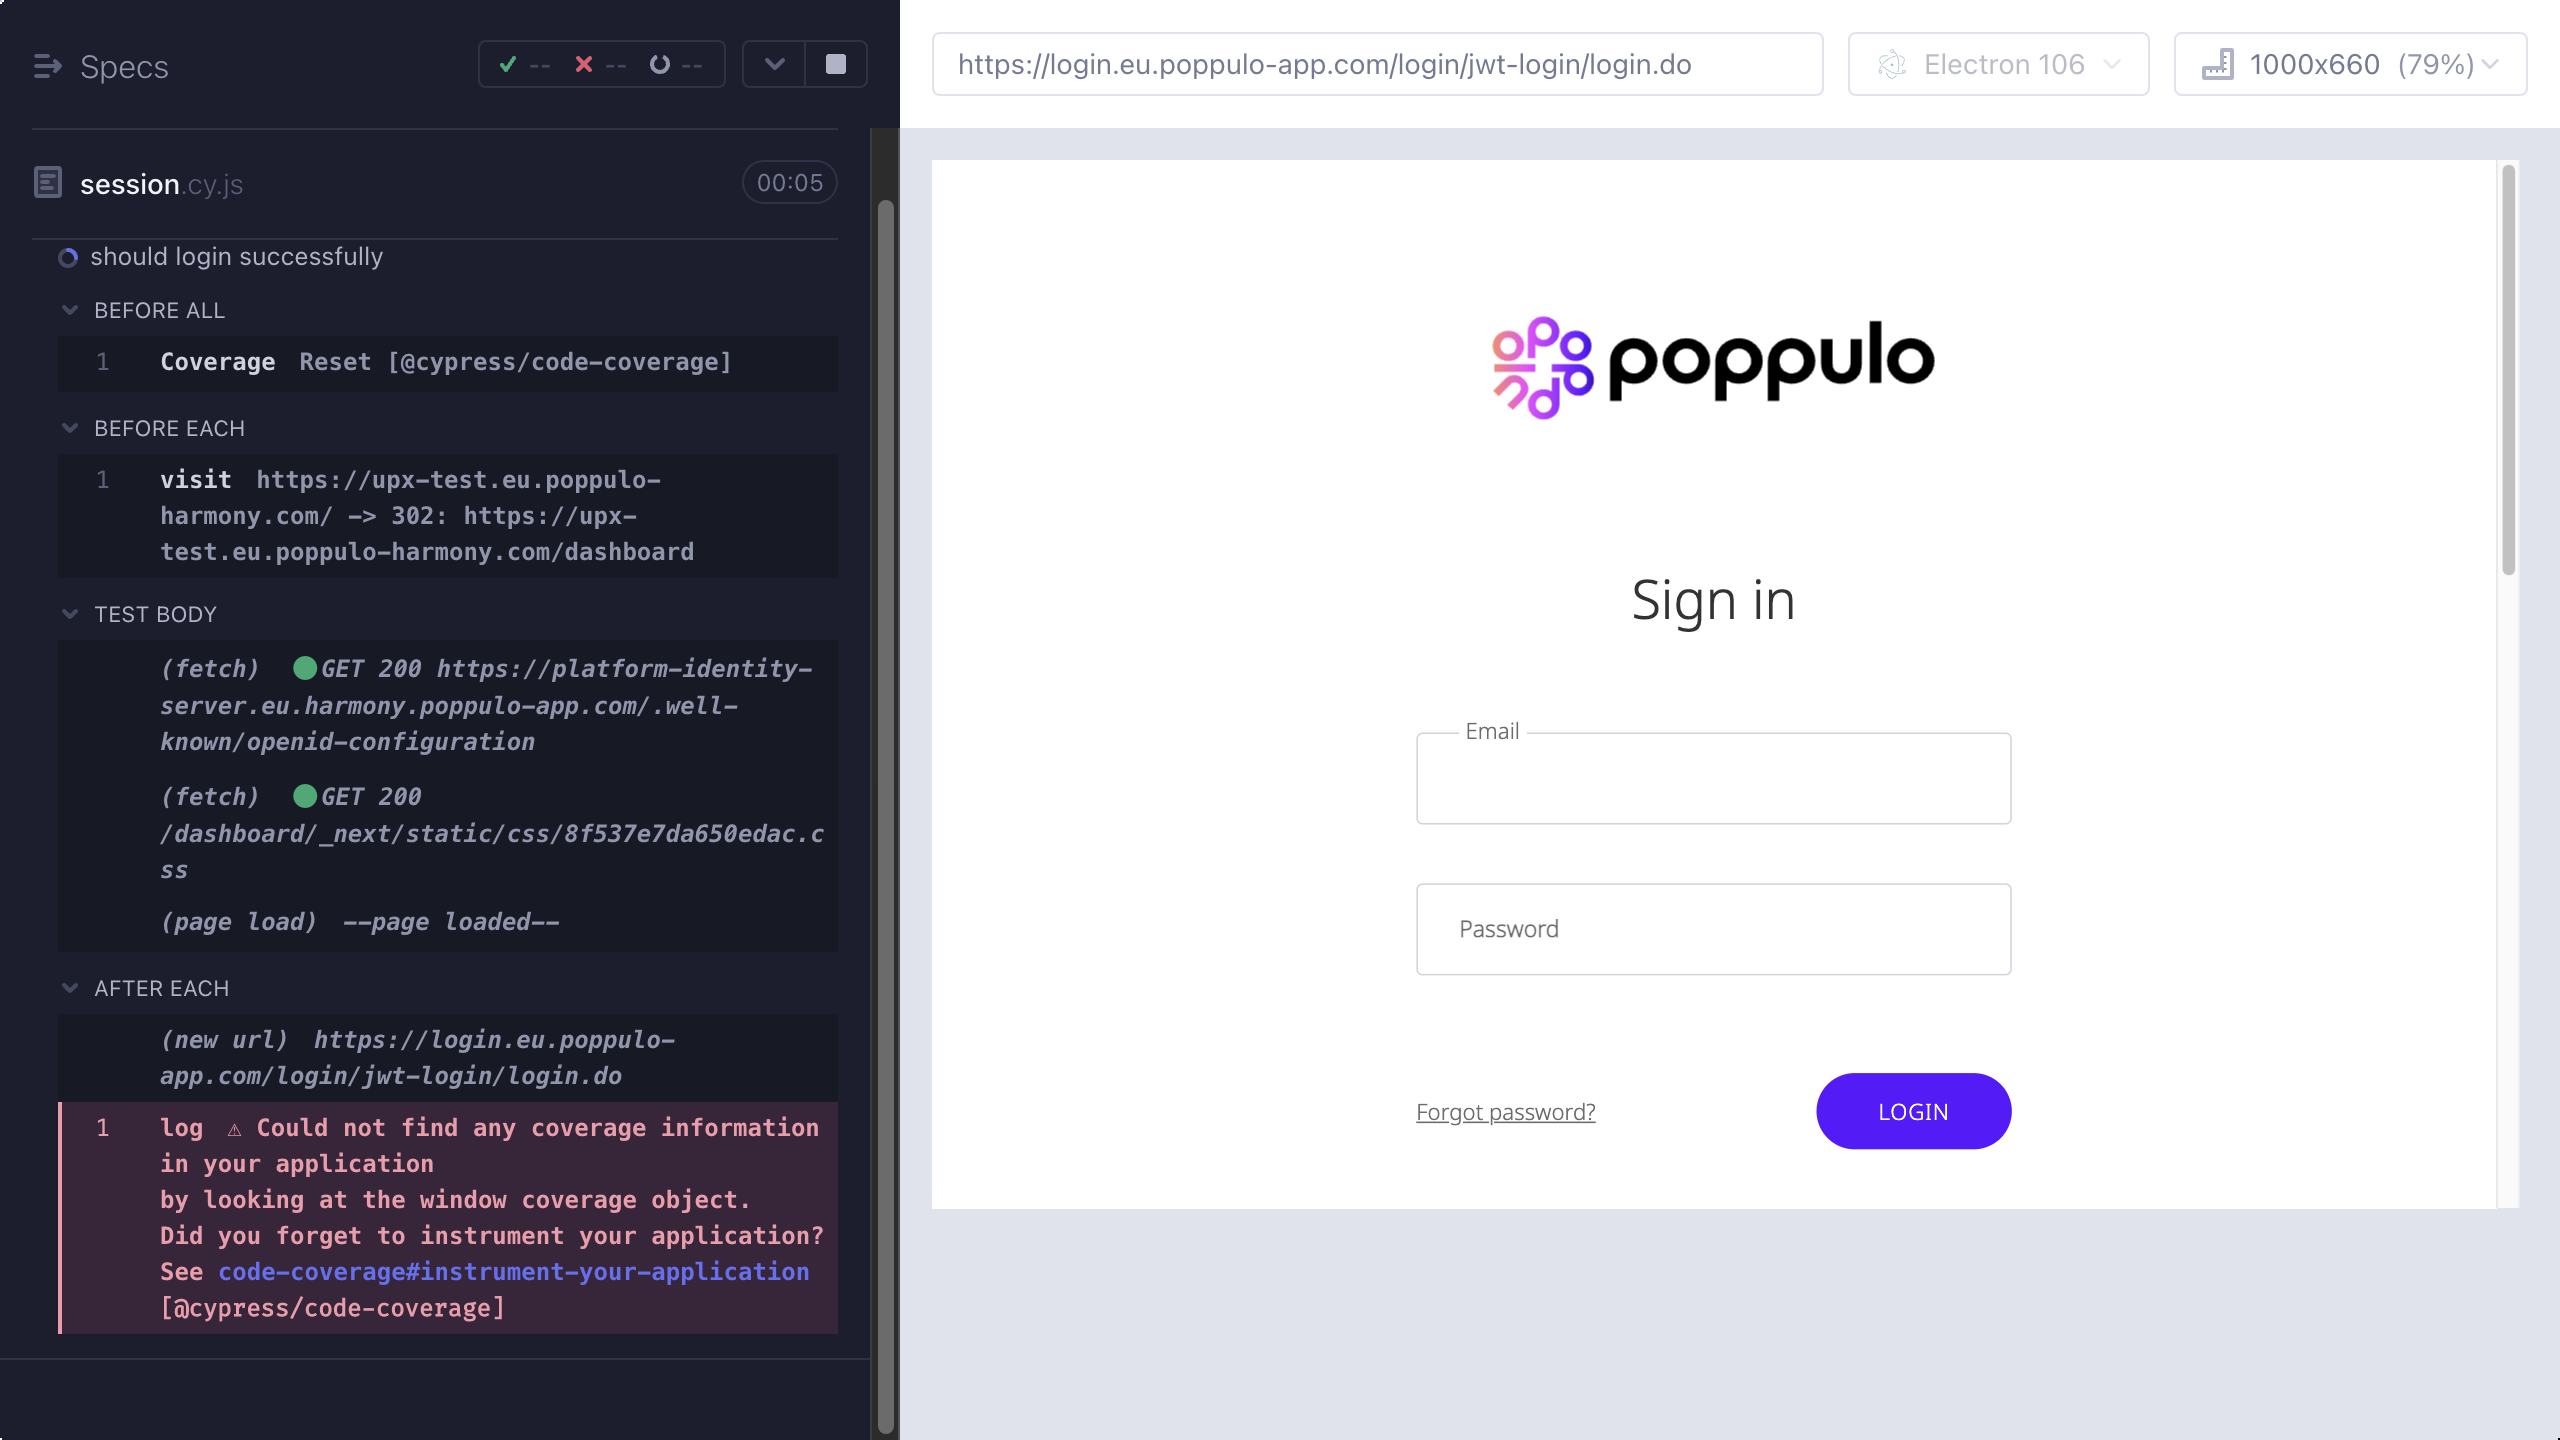 Specs
-- -- --
session.cy.js
00:05
should login successfully
BEFORE ALL
1 Coverage Reset [@cypress/code-coverage]
BEFORE EACH
1 visit https://upx-test.eu.poppulo-
harmony.com/ -> 302: https://upx-
test.eu.poppulo-harmony.com/dashboard
TEST BODY
(fetch) GET 200 https://platform-identity-
server.eu.harmony.poppulo-app.com/.well-
known/openid-configuration
(fetch) GET 200
/dashboard/_next/static/css/8f537e7da650edac.c
ss
(page load) --page loaded--
AFTER EACH
(new url) https://login.eu.poppulo-
app.com/login/jwt-login/login.do
1 log ⚠ Could not find any coverage information
in your application
by looking at the window coverage object.
Did you forget to instrument your application?
See code-coverage#instrument-your-application
[@cypress/code-coverage]
https://login.eu.poppulo-app.com/login/jwt-login/login.do
Electron 106
1000x660 (79%)
poppulo
Sign in
Email
Password
Forgot password?
LOGIN